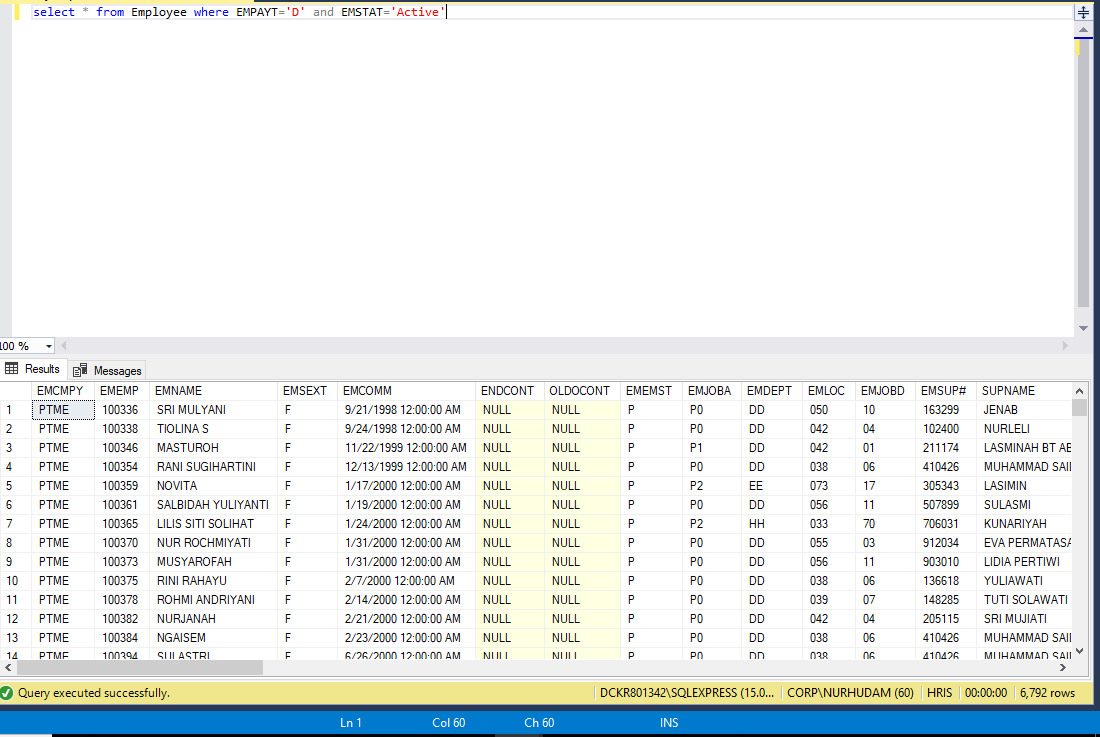 select * from Employee where EMPAYT='D' and EMSTAT='Active'
100 %
Results Messages
EMCMPY EMEMP EMNAME EMSEXT EMCOMM ENDCONT OLDOCONT EMEMST EMJOBA EMDEPT EMLOC EMJOBD EMSUP# SUPNAME
1 PTME 100336 SRI MULYANI F 9/21/1998 12:00:00 AM NULL NULL P P0 DD 050 10 163299 JENAB
2 PTME 100338 TIOLINA S F 9/24/1998 12:00:00 AM NULL NULL P P0 DD 042 04 102400 NURLELI
3 PTME 100346 MASTUROH F 11/22/1999 12:00:00 AM NULL NULL P P1 DD 042 01 211174 LASMINAH BT AB
4 PTME 100354 RANI SUGIHARTINI F 12/13/1999 12:00:00 AM NULL NULL P P0 DD 038 06 410426 MUHAMMAD SAI
5 PTME 100359 NOVITA F 1/17/2000 12:00:00 AM NULL NULL P P2 EE 073 17 305343 LASIMIN
6 PTME 100361 SALBIDAH YULIYANTI F 1/19/2000 12:00:00 AM NULL NULL P P0 DD 056 11 507899 SULASMI
7 PTME 100365 LILIS SITI SOLIHAT F 1/24/2000 12:00:00 AM NULL NULL P P2 HH 033 70 706031 KUNARIYAH
8 PTME 100370 NUR ROCHMIYATI F 1/31/2000 12:00:00 AM NULL NULL P P0 DD 055 03 912034 EVA PERMATASA
9 PTME 100373 MUSYAROFAH F 1/31/2000 12:00:00 AM NULL NULL P P0 DD 056 11 903010 LIDIA PERTIWI
10 PTME 100375 RINI RAHAYU F 2/7/2000 12:00:00 AM NULL NULL P P0 DD 038 06 136618 YULIAWATI
11 PTME 100378 ROHMI ANDRIYANI F 2/14/2000 12:00:00 AM NULL NULL P P0 DD 039 07 148285 TUTI SOLAWATI
12 PTME 100382 NURJANAH F 2/21/2000 12:00:00 AM NULL NULL P P0 DD 042 04 205115 SRI MUJIATI
13 PTME 100384 NGAISEM F 2/23/2000 12:00:00 AM NULL NULL P P0 DD 038 06 410426 MUHAMMAD SAI
14 PTME 100394 SULASTRI F 6/26/2000 12:00:00 AM NULL NULL P P0 DD 038 06 410426 MUHAMMAD SAI
Query executed successfully. DCKR801342\SQLEXPRESS (15.0... CORP\NURHUDAM (60) HRIS 00:00:00 6,792 rows
Ln 1 Col 60 Ch 60 INS